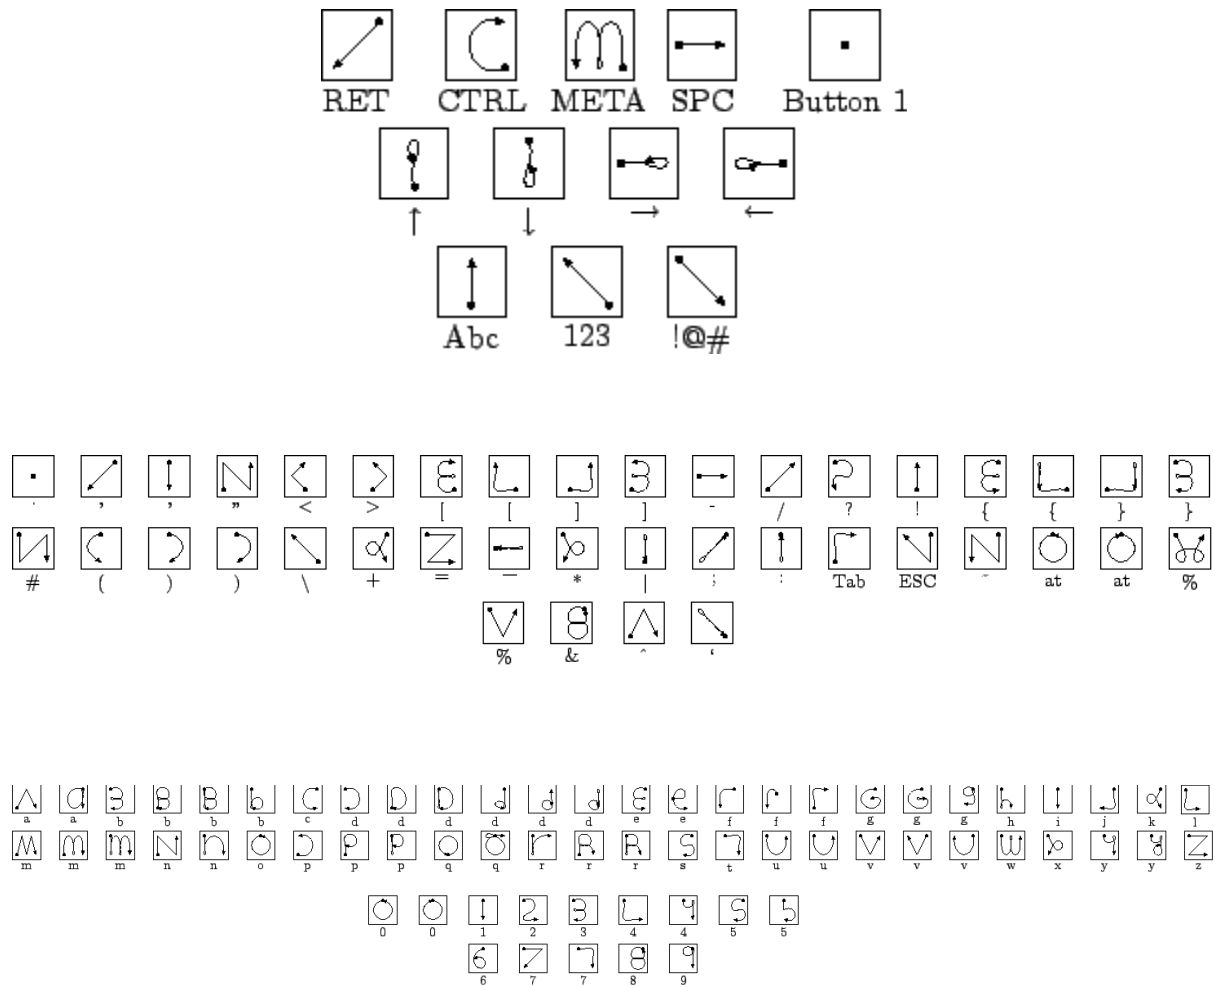 RET CTRL META SPC Button 1
↑ ↓ → ←
Abc 123 !@#
. , ' " < > [ [ ] ] - / ? ! { { } }
# ( ) ) \ + = — * | ; : Tab ESC ~ at at %
% & ^ ‘
a a b b b b c d d d d d d e e f f f g g g h i j k l
m m m n n o p p p q q r r r s t u u v v v w x y y z
0 0 1 2 3 4 4 5 5
6 7 7 8 9